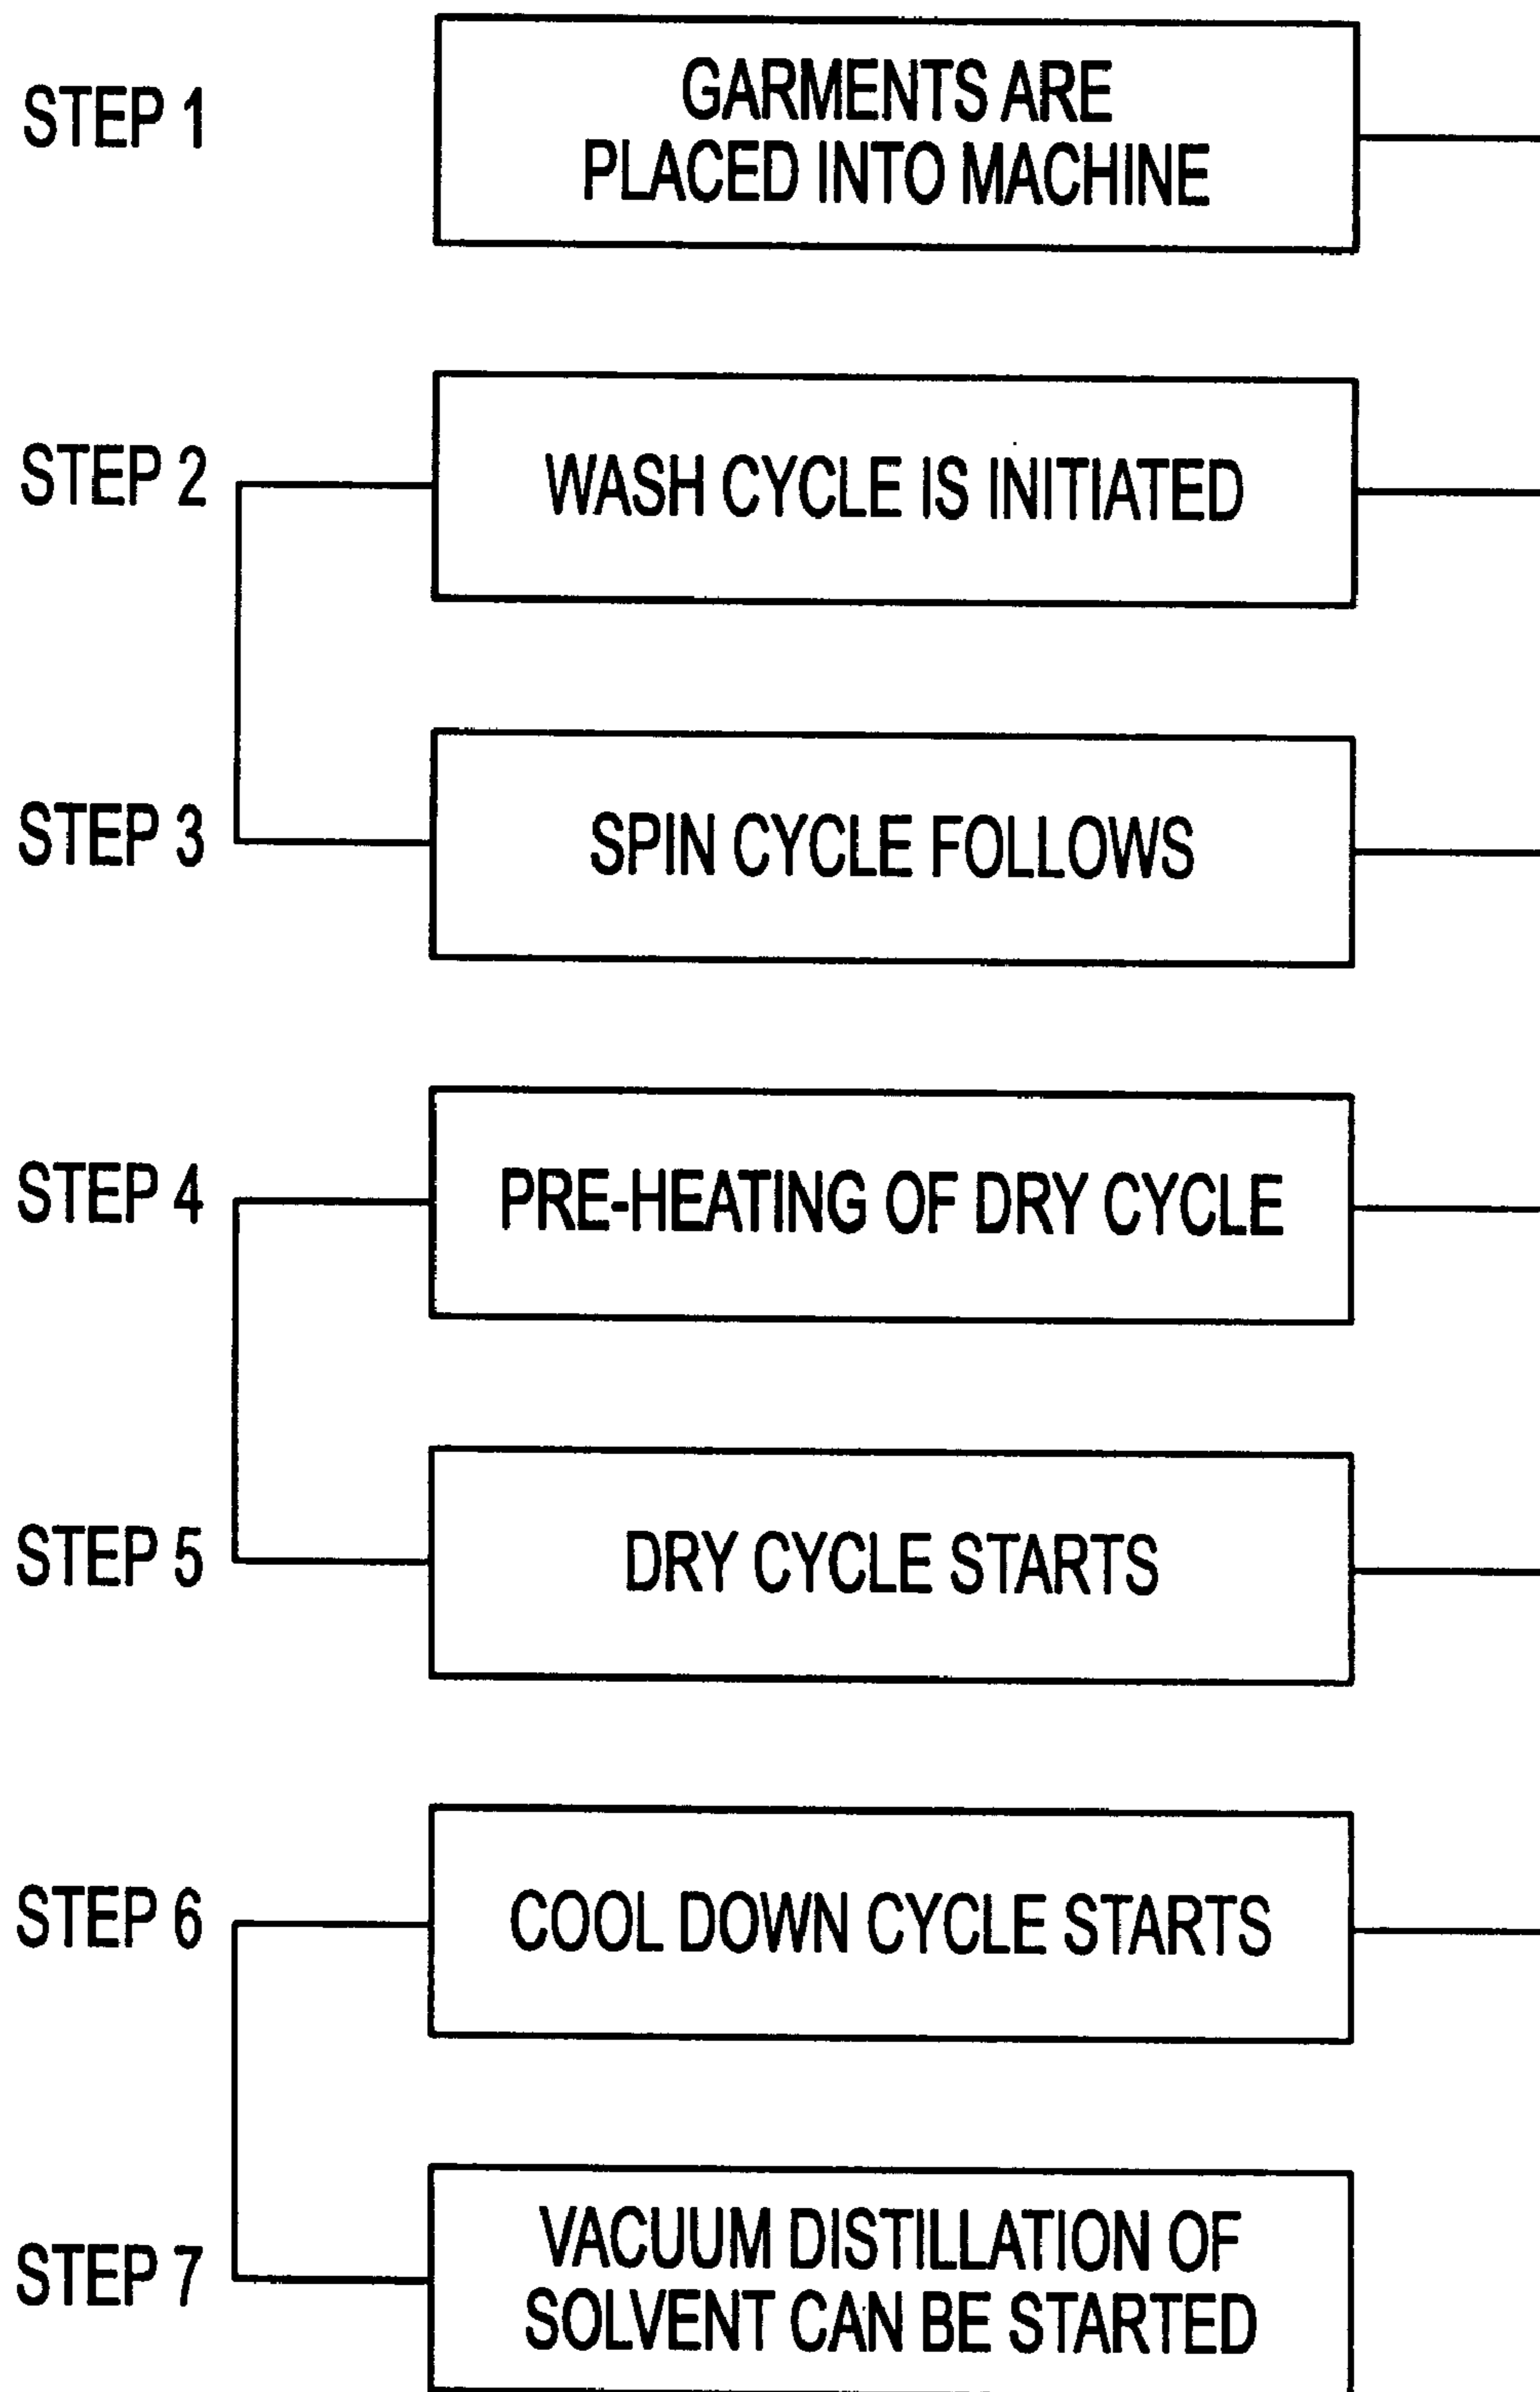 STEP 1
GARMENTS ARE
PLACED INTO MACHINE
STEP 2
WASH CYCLE IS INITIATED
STEP 3
SPIN CYCLE FOLLOWS
STEP 4
PRE-HEATING OF DRY CYCLE
STEP 5
DRY CYCLE STARTS
STEP 6
COOL DOWN CYCLE STARTS
STEP 7
VACUUM DISTILLATION OF
SOLVENT CAN BE STARTED